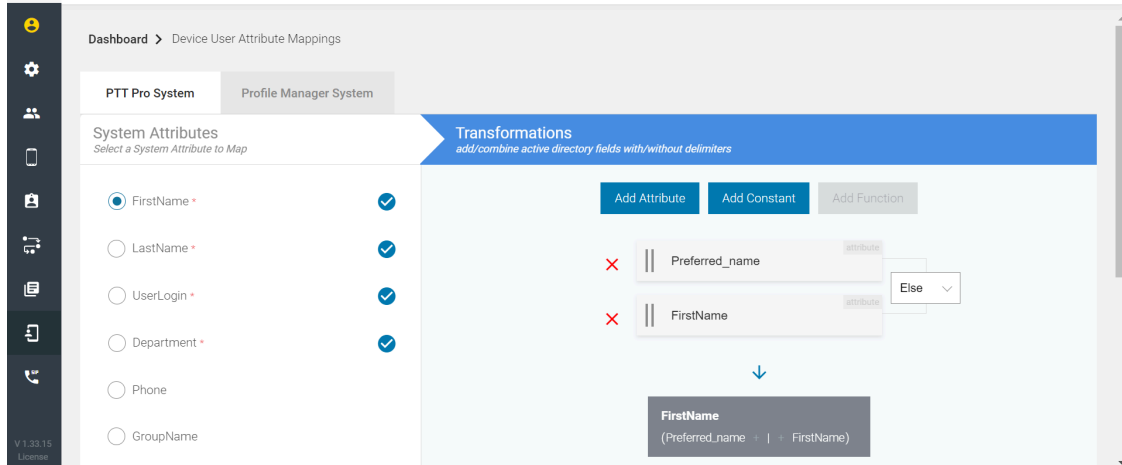 Dashboard > Device User Attribute Mappings
PTT Pro System
Profile Manager System
System Attributes
Select a System Attribute to Map
Transformations
add/combine active directory fields with/without delimiters
FirstName *
LastName *
UserLogin *
Department *
Phone
GroupName
Add Attribute
Add Constant
Add Function
attribute
Preferred_name
Else
attribute
FirstName
FirstName
(Preferred_name + | + FirstName)
SIP
V 1.33.15
License